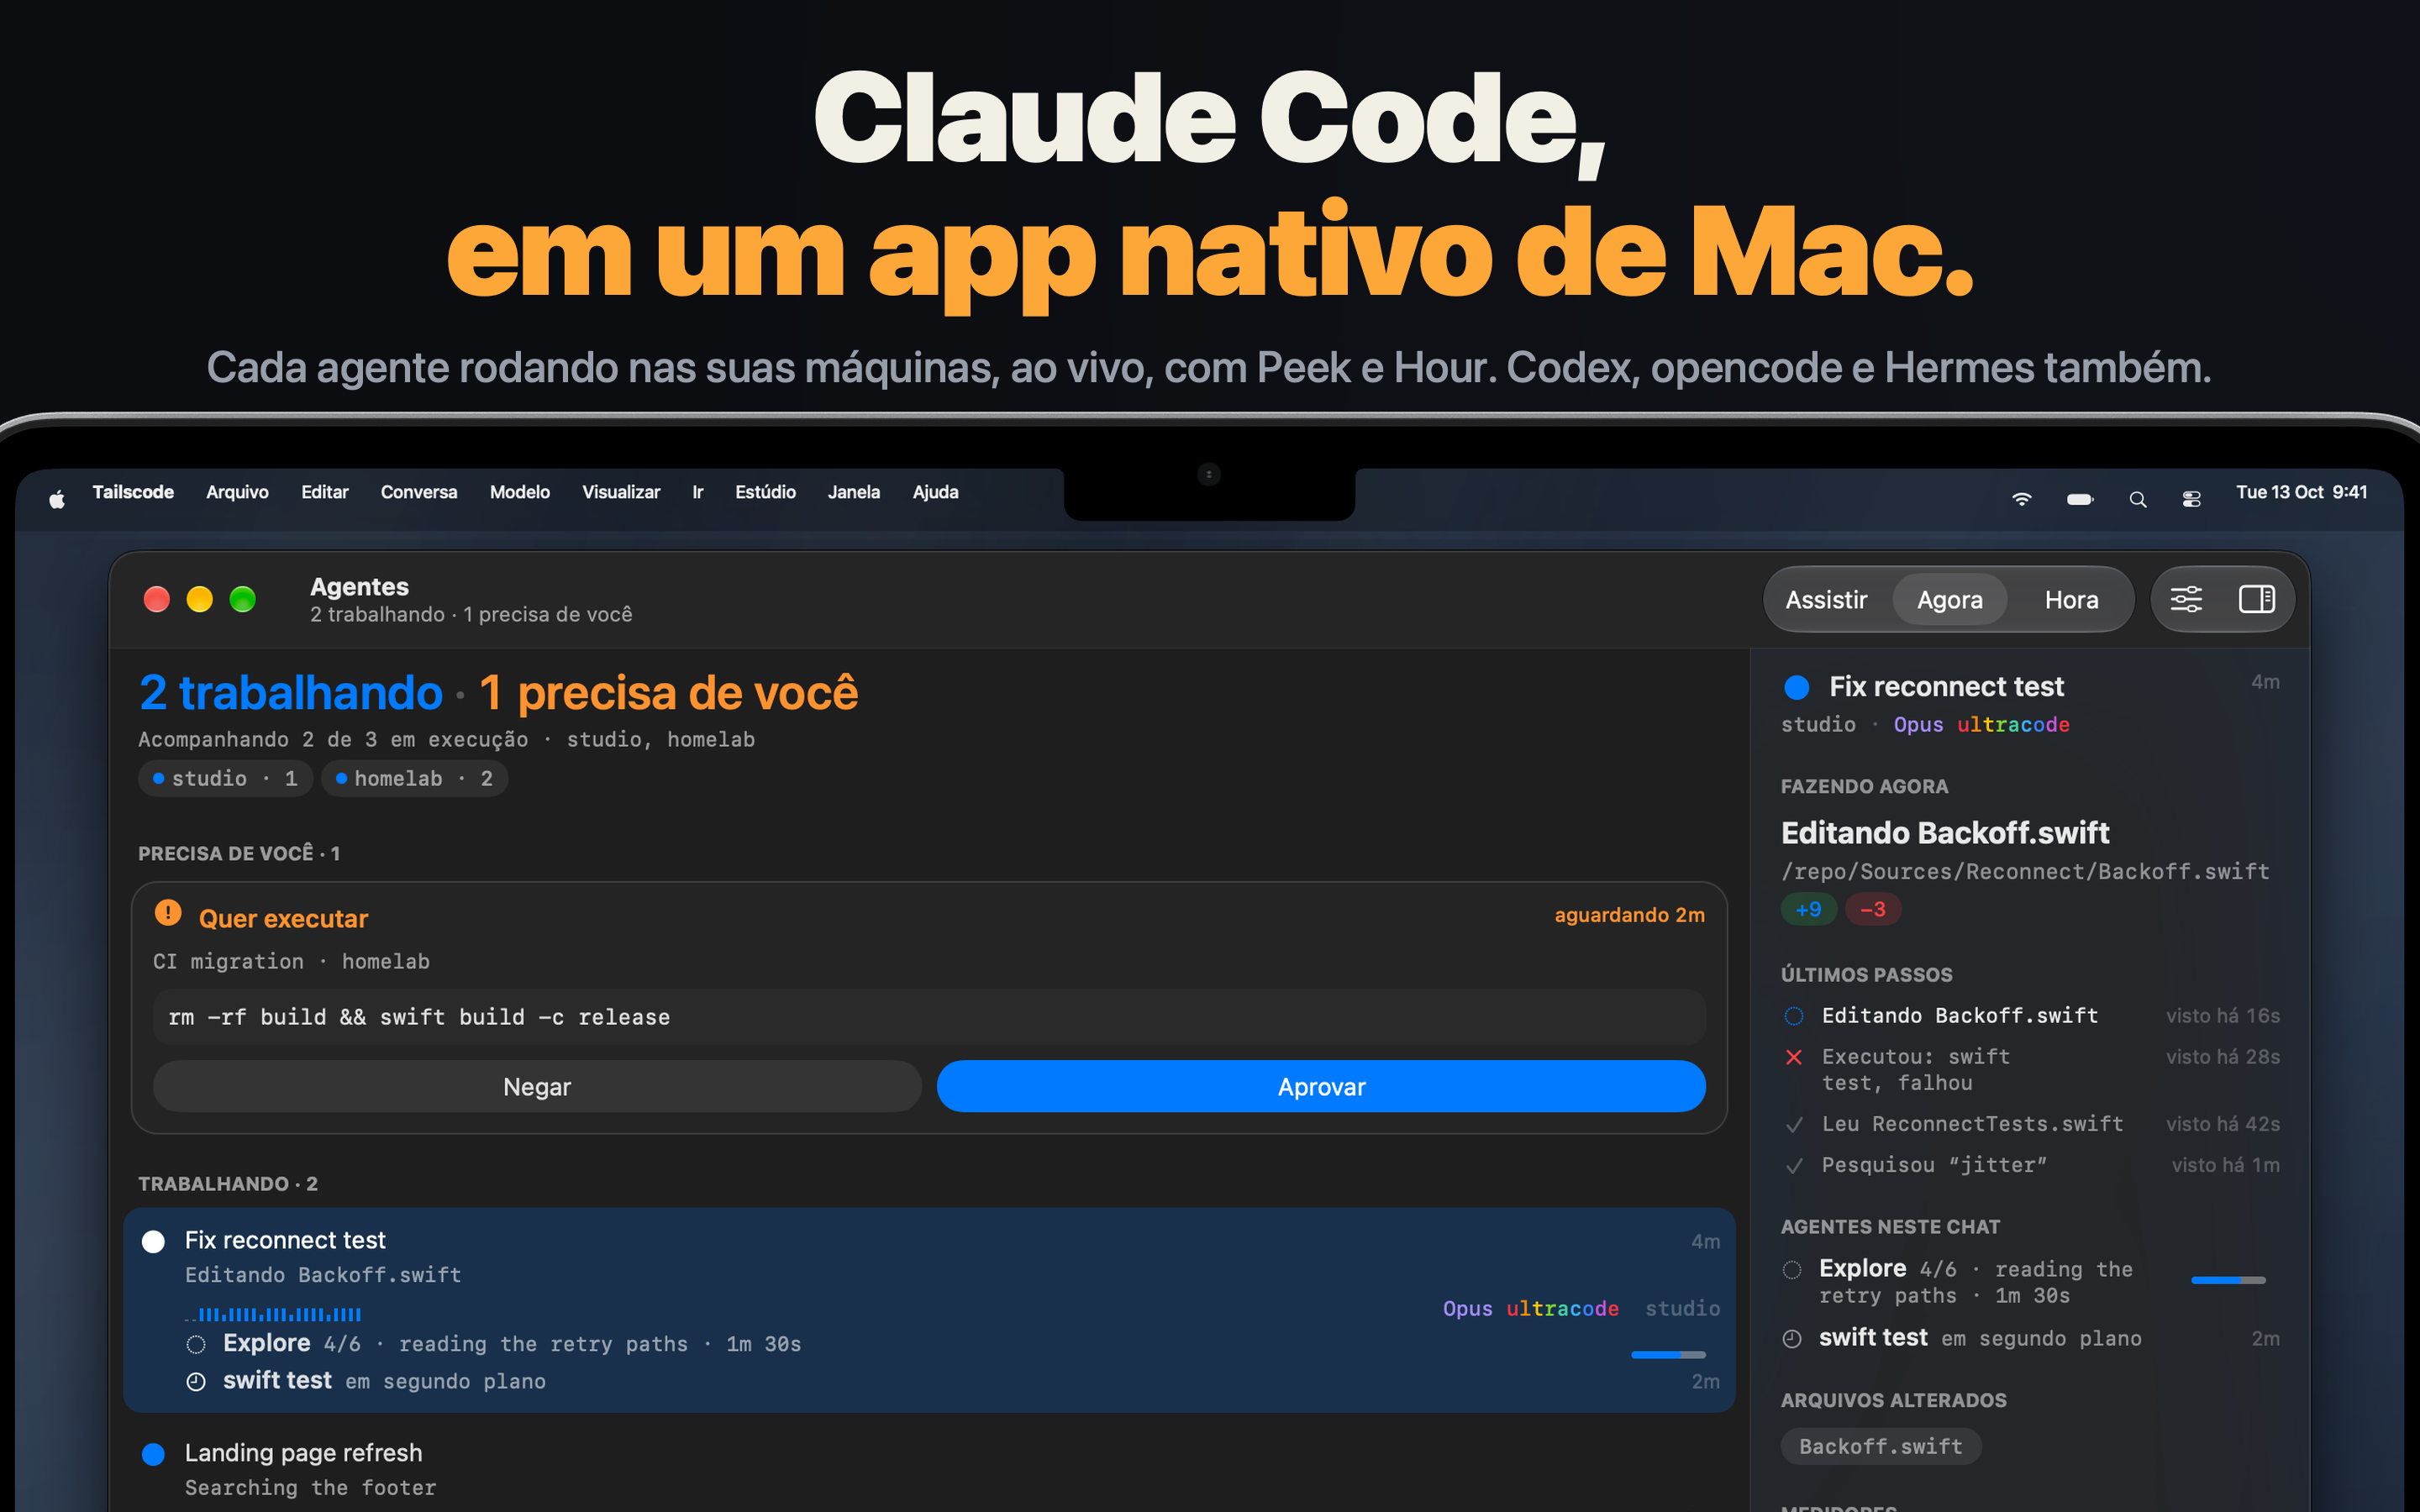 Claude Code,
em um app nativo de Mac.
Cada agente rodando nas suas máquinas, ao vivo, com Peek e Hour. Codex, opencode e Hermes também.
Tailscode Arquivo Editar Conversa Modelo Visualizar Ir Estúdio Janela Ajuda
Tue 13 Oct 9:41
Agentes
2 trabalhando · 1 precisa de você
Assistir Agora Hora
2 trabalhando · 1 precisa de você
Acompanhando 2 de 3 em execução · studio, homelab
studio · 1 homelab · 2
PRECISA DE VOCÊ · 1
Quer executar aguardando 2m
CI migration · homelab
rm -rf build && swift build -c release
Negar Aprovar
TRABALHANDO · 2
Fix reconnect test 4m
Editando Backoff.swift
Opus ultracode studio
Explore 4/6 · reading the retry paths · 1m 30s
swift test em segundo plano 2m
Landing page refresh
Searching the footer
Fix reconnect test 4m
studio · Opus ultracode
FAZENDO AGORA
Editando Backoff.swift
/repo/Sources/Reconnect/Backoff.swift
+9 −3
ÚLTIMOS PASSOS
Editando Backoff.swift visto há 16s
Executou: swift visto há 28s
test, falhou
Leu ReconnectTests.swift visto há 42s
Pesquisou “jitter” visto há 1m
AGENTES NESTE CHAT
Explore 4/6 · reading the
retry paths · 1m 30s
swift test em segundo plano 2m
ARQUIVOS ALTERADOS
Backoff.swift